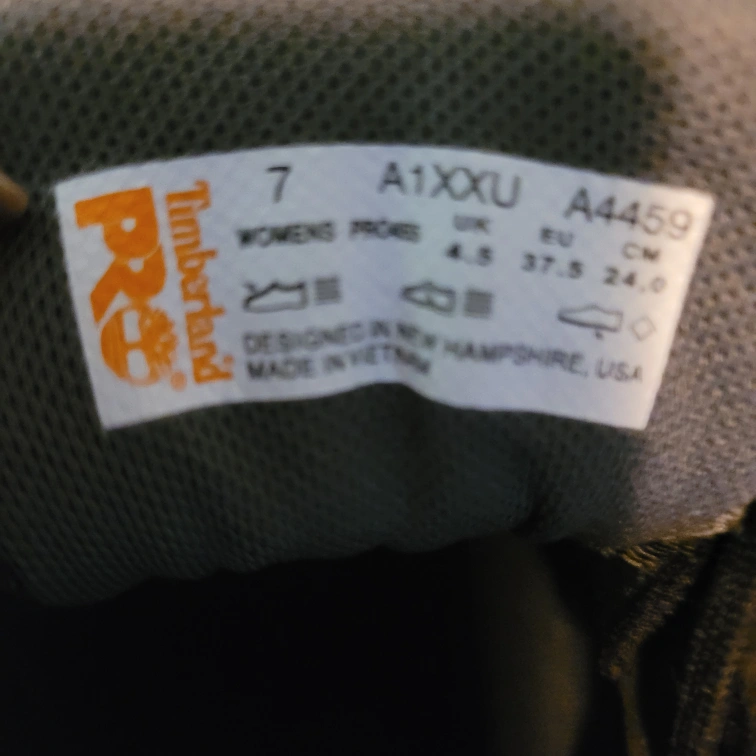 Timberland
PRO
®
7 A1XXU A4459
WOMENS UK EU CM
4.5 37.5 24.0
DESIGNED IN NEW HAMPSHIRE, USA
MADE IN VIETNAM